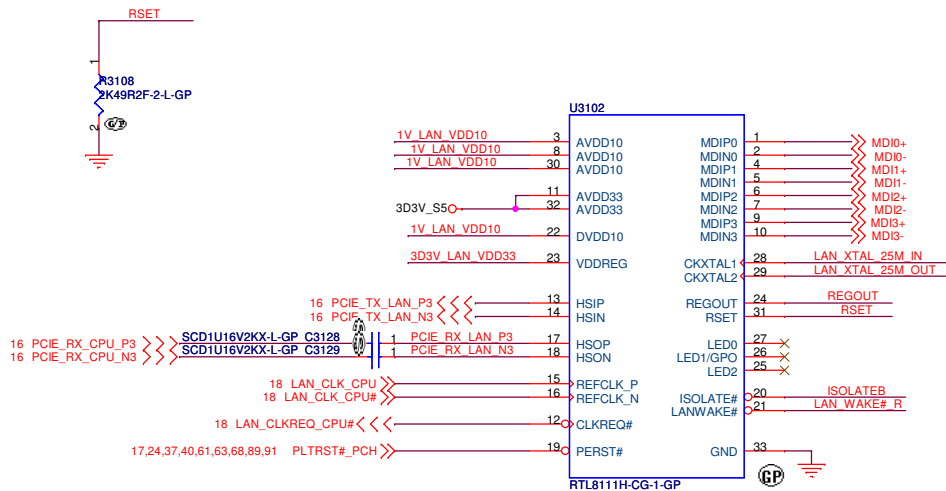 RSET
1
R3108
2K49R2F-2-L-GP
2
G/P
U3102
1V_LAN_VDD10 3 AVDD10 MDIP0 1 MDI0+
1V_LAN_VDD10 8 AVDD10 MDIN0 2 MDI0-
1V_LAN_VDD10 30 AVDD10 MDIP1 4 MDI1+
MDIN1 5 MDI1-
11 AVDD33 MDIP2 6 MDI2+
3D3V_S5 32 AVDD33 MDIN2 7 MDI2-
MDIP3 9 MDI3+
1V_LAN_VDD10 22 DVDD10 MDIN3 10 MDI3-
3D3V_LAN_VDD33 23 VDDREG CKXTAL1 28 LAN_XTAL_25M_IN
CKXTAL2 29 LAN_XTAL_25M_OUT
16 PCIE_TX_LAN_P3 13 HSIP REGOUT 24 REGOUT
16 PCIE_TX_LAN_N3 14 HSIN RSET 31 RSET
16 PCIE_RX_CPU_P3 SCD1U16V2KX-L-GP C3128 1 PCIE_RX_LAN_P3 17 HSOP LED0 27
16 PCIE_RX_CPU_N3 SCD1U16V2KX-L-GP C3129 1 PCIE_RX_LAN_N3 18 HSON LED1/GPO 26
LED2 25
18 LAN_CLK_CPU 15 REFCLK_P
18 LAN_CLK_CPU# 16 REFCLK_N ISOLATE# 20 ISOLATEB
LANWAKE# 21 LAN_WAKE#_R
18 LAN_CLKREQ_CPU# 12 CLKREQ#
17,24,37,40,61,63,68,89,91 PLTRST#_PCH 19 PERST# GND 33
GP
RTL8111H-CG-1-GP